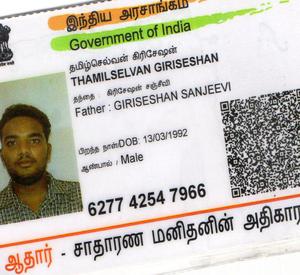 இந்திய அரசாங்கம்
Government of India
தமிழ்செல்வன் கிரிசேஷன்
THAMILSELVAN GIRISESHAN
தந்தை கிரிசேஷன் சஞ்சீவி
Father : GIRISESHAN SANJEEVI
பிறந்த நாள்/DOB: 13/03/1992
ஆண்பால் / Male
6277 4254 7966
ஆதார் - சாதாரண மனிதனின் அதிகார